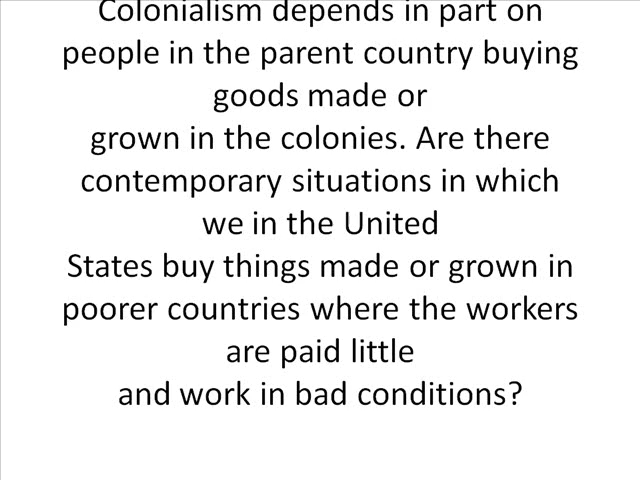 Colonialism depends in part on
people in the parent country buying
goods made or
grown in the colonies. Are there
contemporary situations in which
we in the United
States buy things made or grown in
poorer countries where the workers
are paid little
and work in bad conditions?